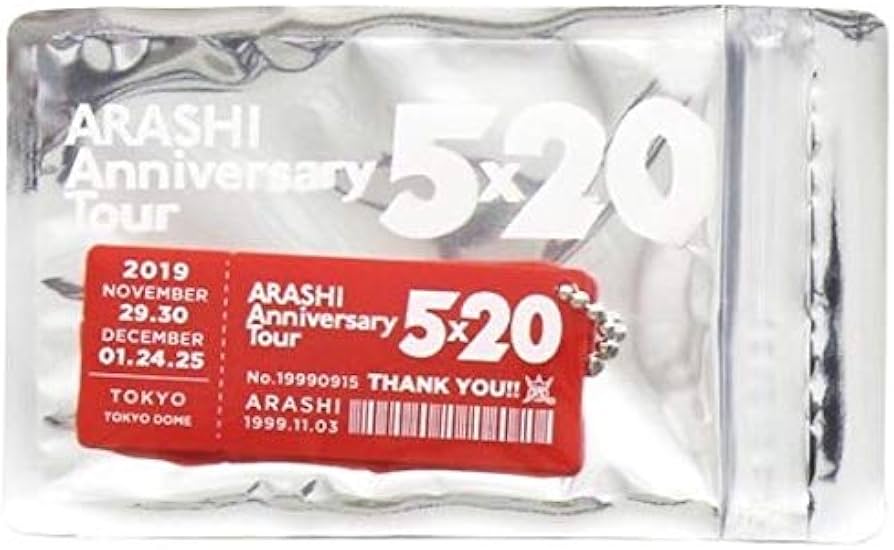 ARASHI
Anniversary
Tour
5x20
2019
NOVEMBER
29.30
DECEMBER
01.24.25
TOKYO
TOKYO DOME
ARASHI
Anniversary
Tour
5x20
No.19990915 THANK YOU!!
ARASHI
1999.11.03